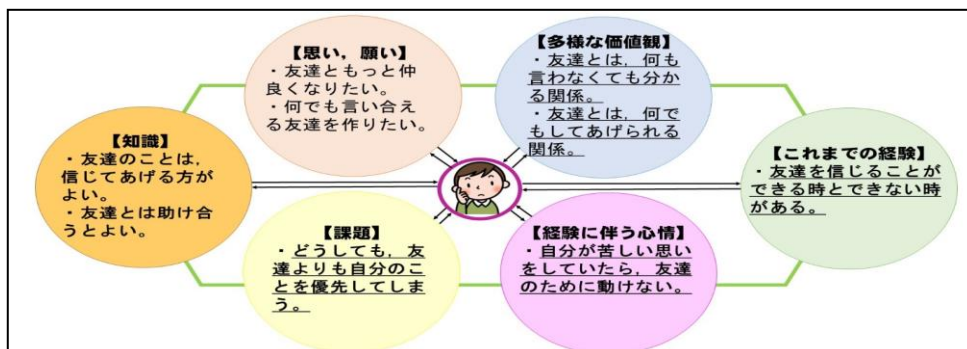 【思い，願い】
・友達ともっと仲
良くなりたい。
・何でも言い合え
る友達を作りたい。
【多様な価値観】
・友達とは，何も
言わなくても分か
る関係。
・友達とは，何で
もしてあげられる
関係。
【知識】
・友達のことは，
信じてあげる方が
よい。
・友達とは助け合
うとよい。
【これまでの経験】
・友達を信じることが
できる時とできない時
がある。
【課題】
・どうしても，友
達よりも自分のこ
とを優先してしま
う。
【経験に伴う心情】
・自分が苦しい思い
をしていたら，友達
のために動けない。